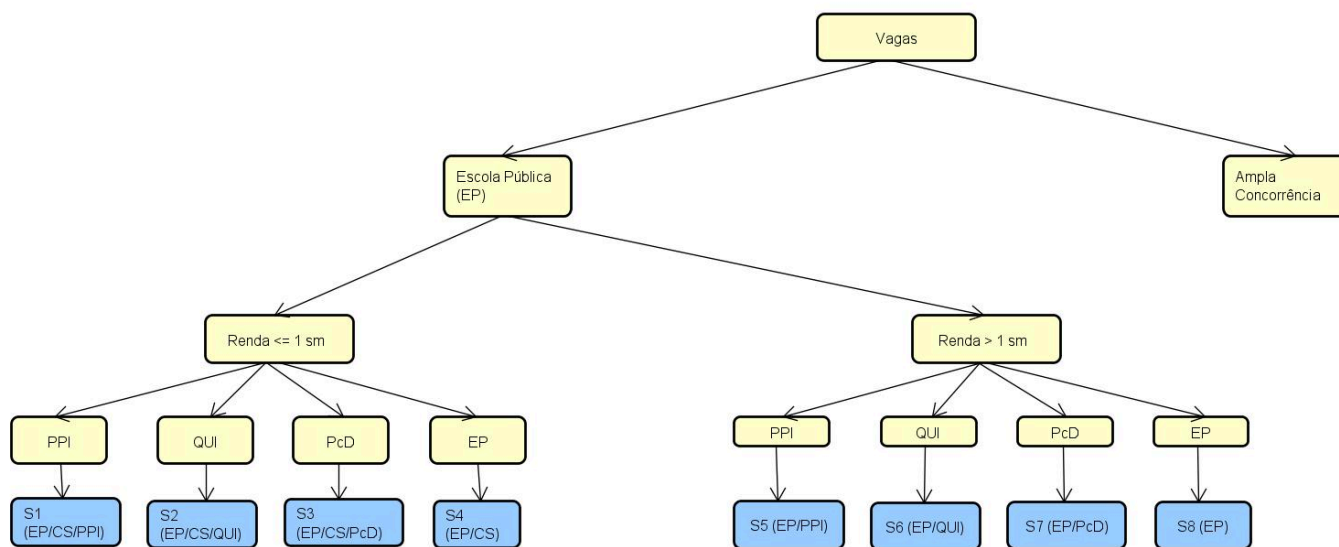 Vagas
Escola Pública
(EP)
Ampla
Concorrência
Renda <= 1 sm
Renda > 1 sm
PPI
QUI
PcD
EP
PPI
QUI
PcD
EP
S1
(EP/CS/PPI)
S2
(EP/CS/QUI)
S3
(EP/CS/PcD)
S4
(EP/CS)
S5 (EP/PPI)
S6 (EP/QUI)
S7 (EP/PcD)
S8 (EP)